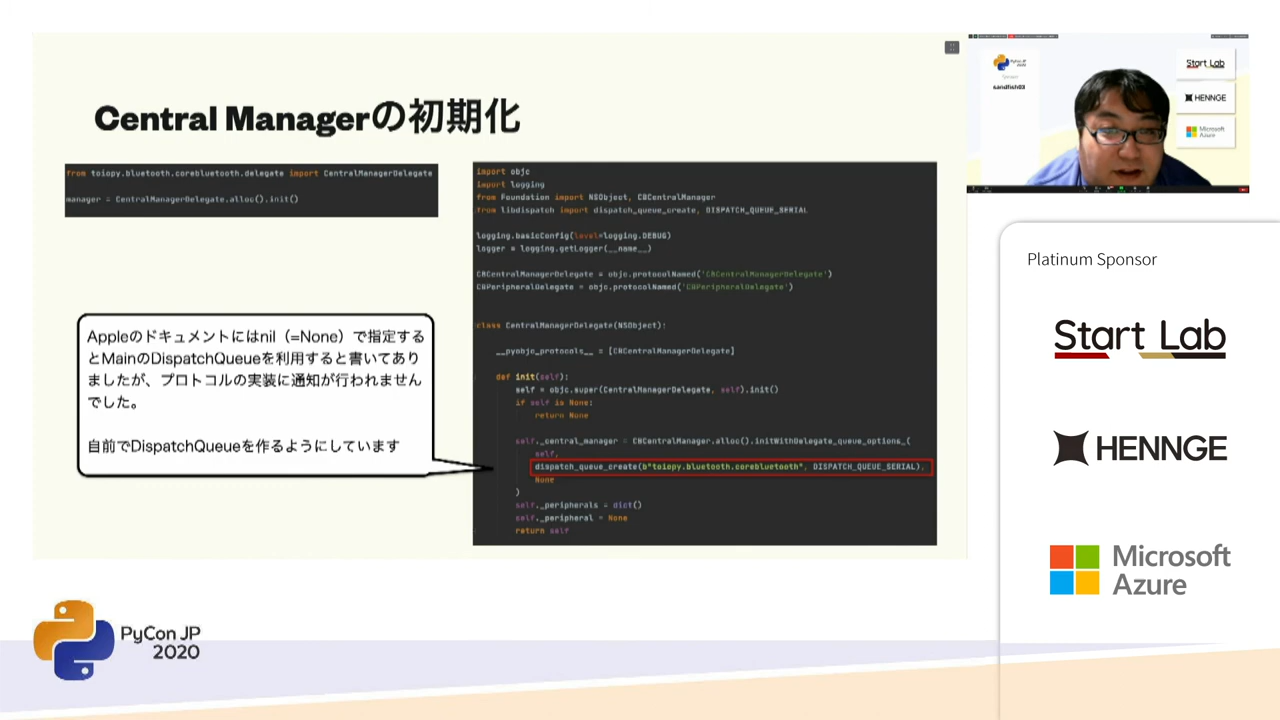 Central Managerの初期化
from toiopy.bluetooth.corebluetooth.delegate import CentralManagerDelegate
manager = CentralManagerDelegate.alloc().init()
Appleのドキュメントにはnil（=None）で指定する
とMainのDispatchQueueを利用すると書いてあり
ましたが、プロトコルの実装に通知が行われません
でした。
自前でDispatchQueueを作るようにしています
import objc
import logging
from Foundation import NSObject, CBCentralManager
from libdispatch import dispatch_queue_create, DISPATCH_QUEUE_SERIAL
logging.basicConfig(level=logging.DEBUG)
logger = logging.getLogger(__name__)
CBCentralManagerDelegate = objc.protocolNamed('CBCentralManagerDelegate')
CBPeripheralDelegate = objc.protocolNamed('CBPeripheralDelegate')
class CentralManagerDelegate(NSObject):
__pyobjc_protocols__ = [CBCentralManagerDelegate]
def init(self):
self = objc.super(CentralManagerDelegate, self).init()
if self is None:
return None
self._central_manager = CBCentralManager.alloc().initWithDelegate_queue_options_(
self,
dispatch_queue_create(b"toiopy.bluetooth.corebluetooth", DISPATCH_QUEUE_SERIAL),
None
)
self._peripherals = dict()
self._peripheral = None
return self
PyCon JP
2020
sandfish03
Start Lab
HENNGE
Microsoft
Azure
Platinum Sponsor
Start Lab
HENNGE
Microsoft
Azure
PyCon JP
2020